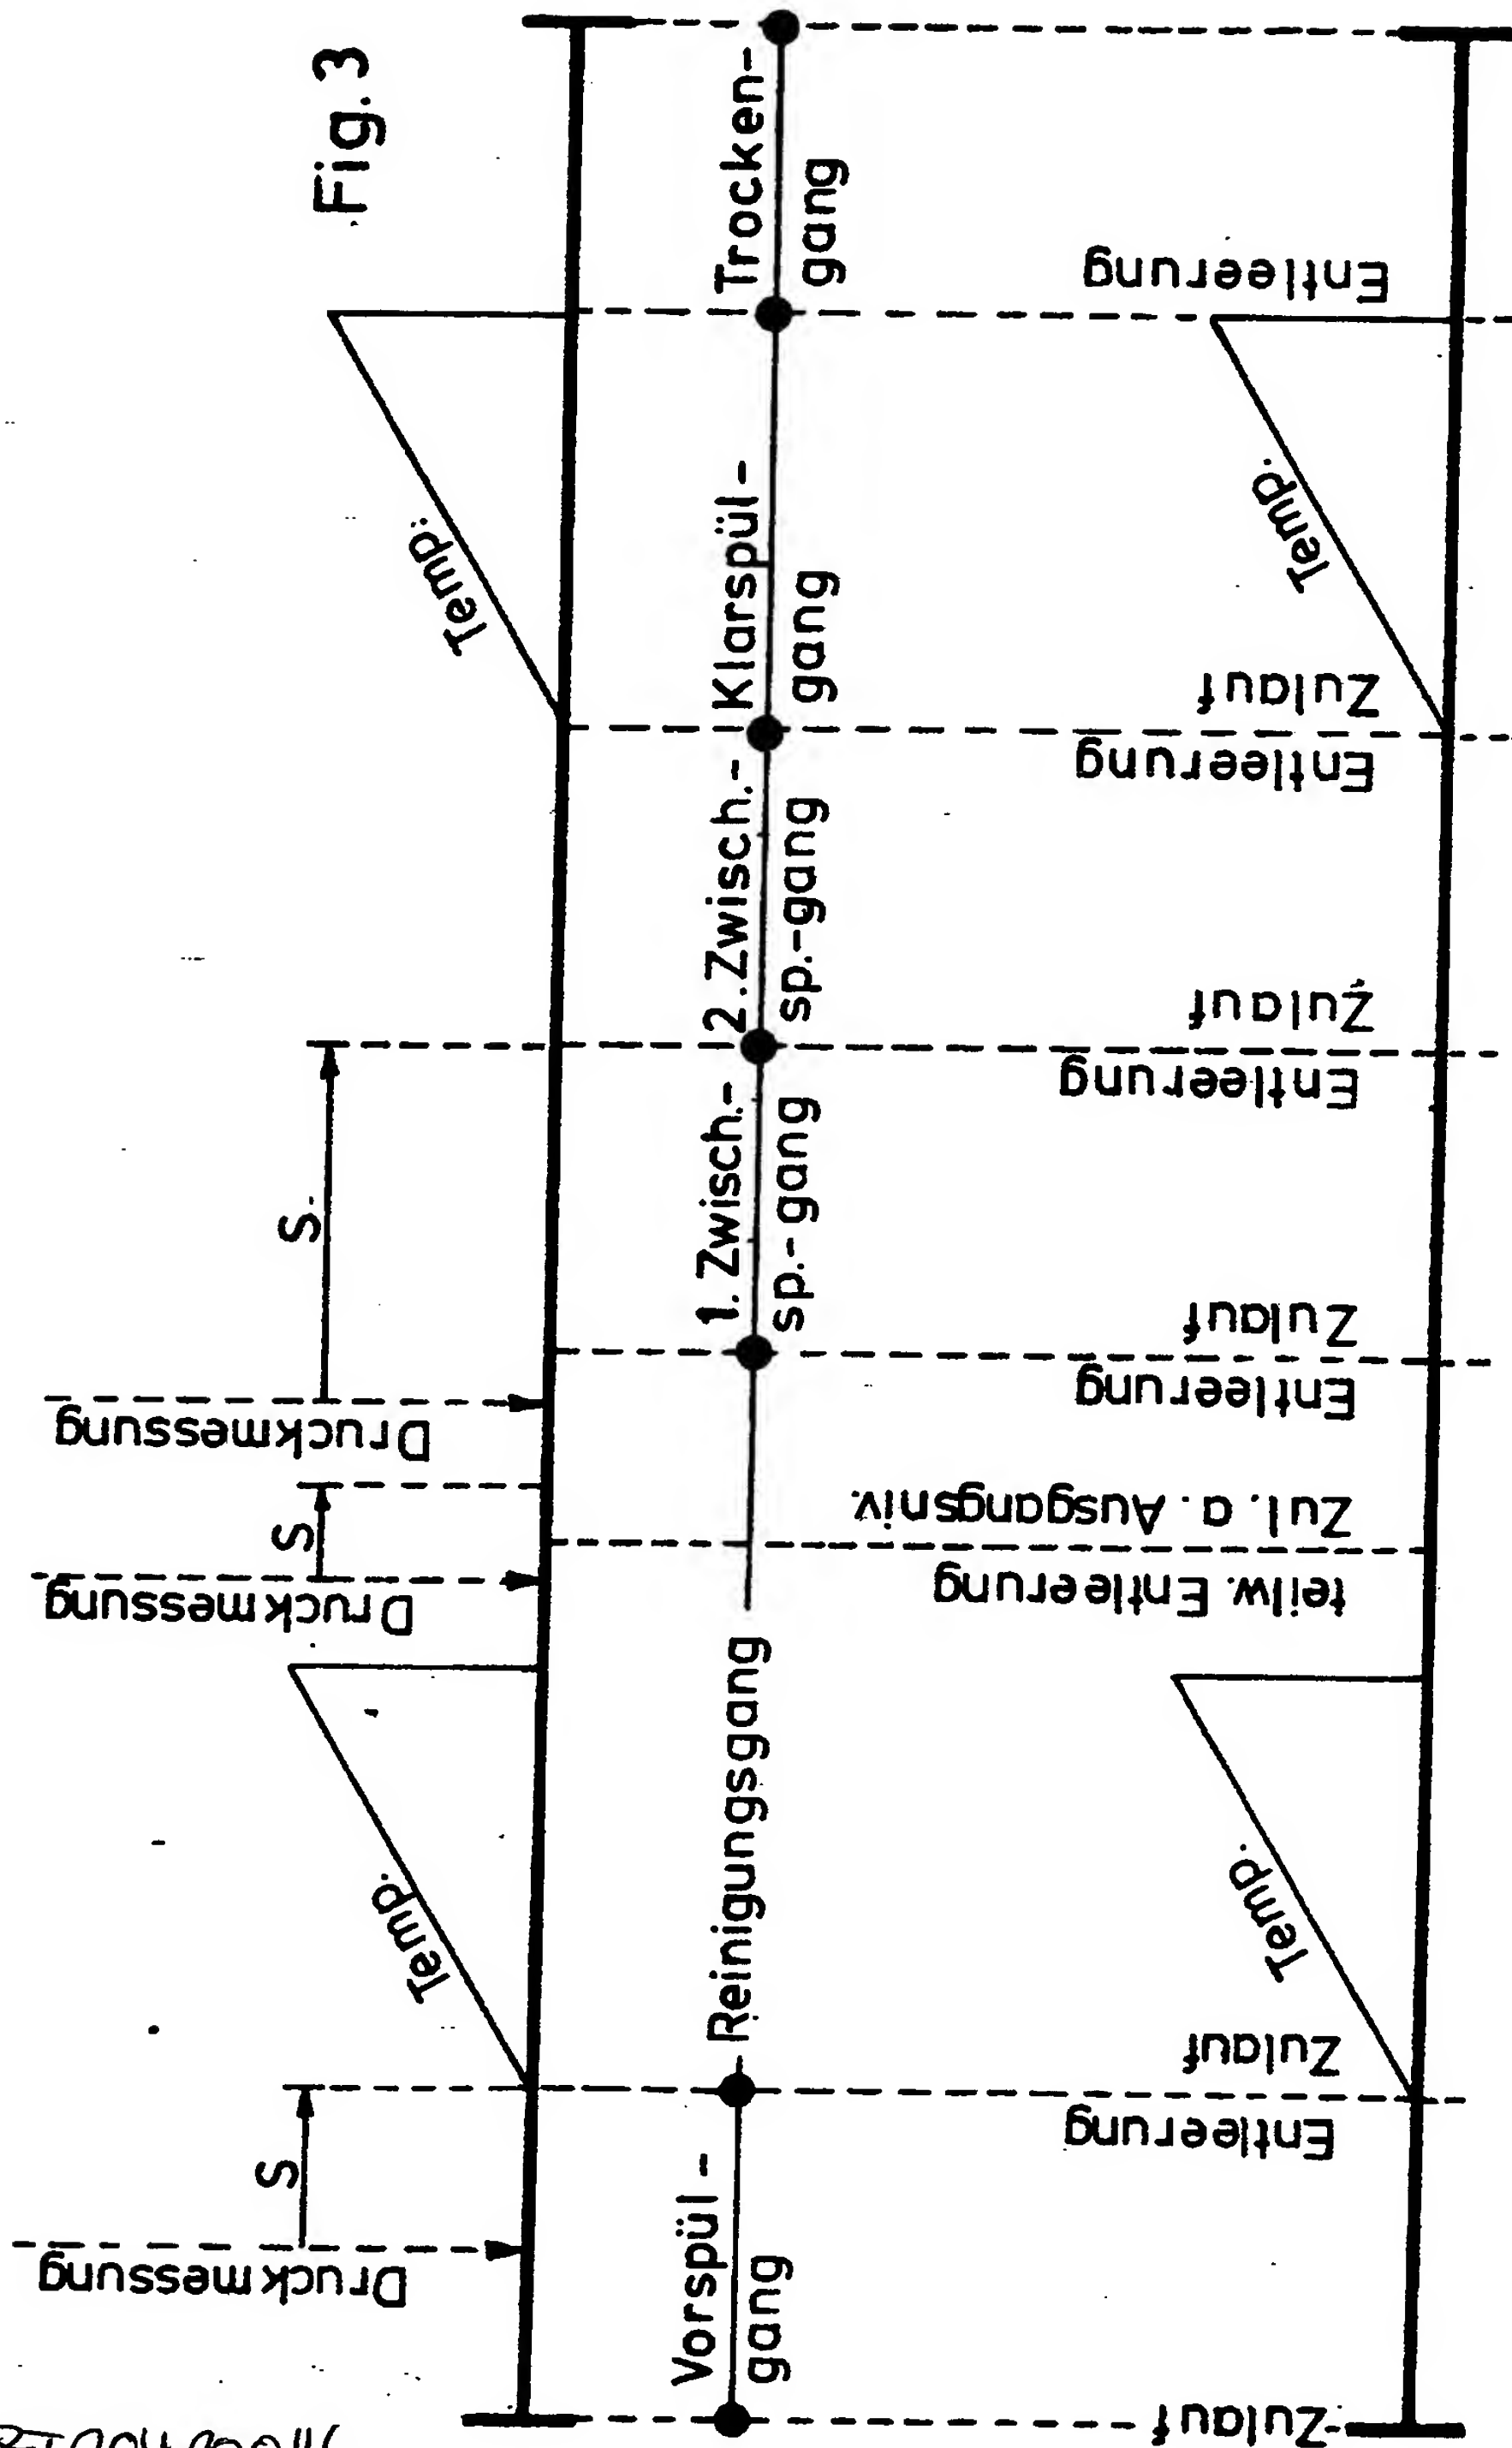 Fig. 3
Druckmessung
S
Druckmessung
S
Druckmessung
S
Temp.
Temp.
Vorspül-
gang
Reinigungsgang
1. Zwisch.-
sp.-gang
2. Zwisch.-
sp.-gang
Klarspül-
gang
Trocken-
gang
Zulauf
Entleerung
Zulauf
teilw. Entleerung
Zul. a. Ausgangsniv.
Entleerung
Zulauf
Entleerung
Zulauf
Entleerung
Zulauf
Entleerung
Temp.
Temp.